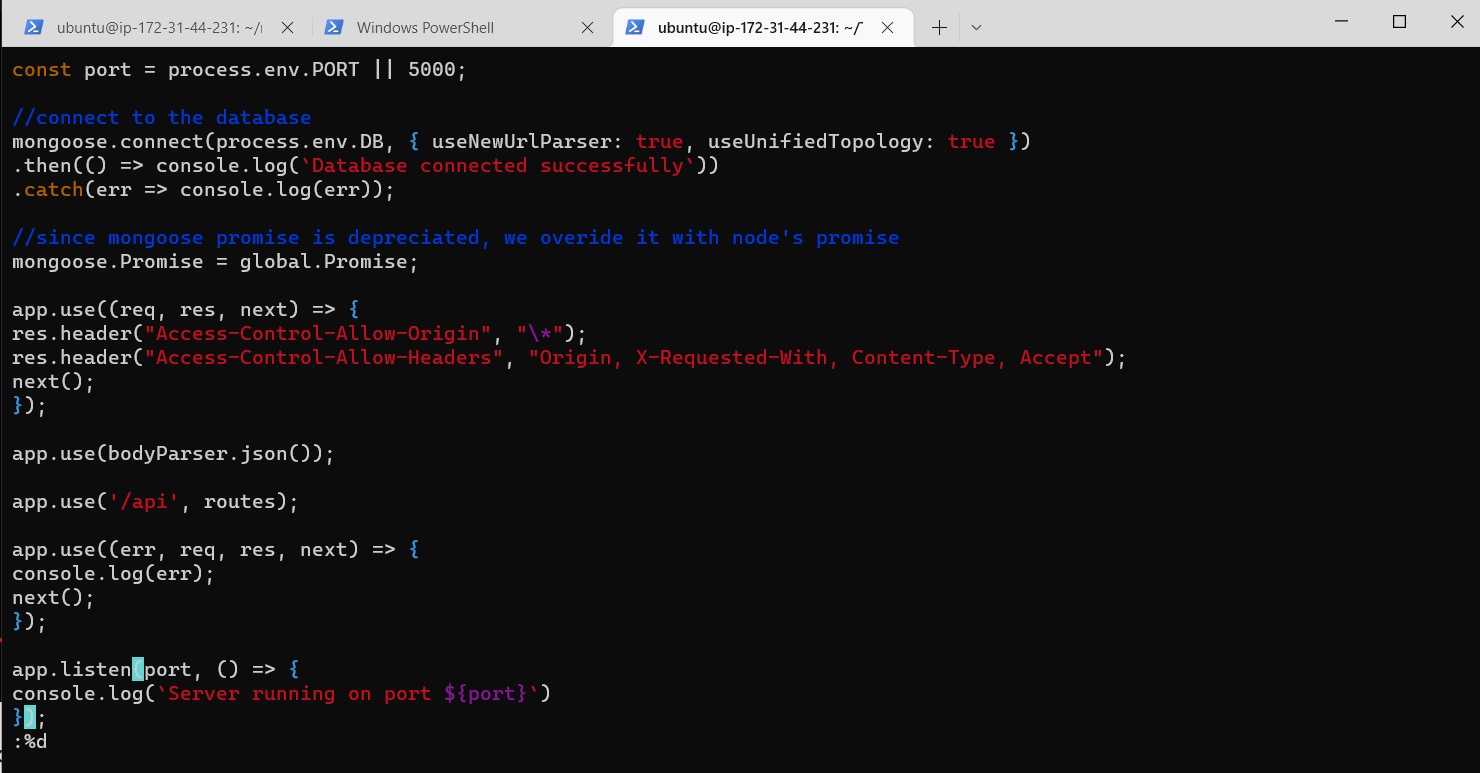 ubuntu@ip-172-31-44-231: ~/
Windows PowerShell
ubuntu@ip-172-31-44-231: ~/
const port = process.env.PORT || 5000;
//connect to the database
mongoose.connect(process.env.DB, { useNewUrlParser: true, useUnifiedTopology: true })
.then(() => console.log(`Database connected successfully`))
.catch(err => console.log(err));
//since mongoose promise is depreciated, we overide it with node's promise
mongoose.Promise = global.Promise;
app.use((req, res, next) => {
res.header("Access-Control-Allow-Origin", "\*");
res.header("Access-Control-Allow-Headers", "Origin, X-Requested-With, Content-Type, Accept");
next();
});
app.use(bodyParser.json());
app.use('/api', routes);
app.use((err, req, res, next) => {
console.log(err);
next();
});
app.listen(port, () => {
console.log(`Server running on port ${port}`)
});
:%d